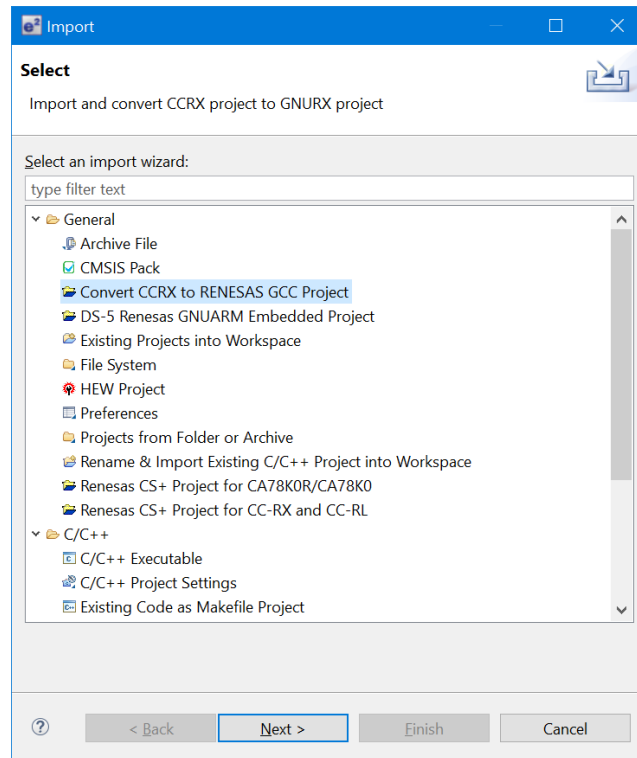 e² Import
Select
Import and convert CCRX project to GNURX project
Select an import wizard:
type filter text
General
Archive File
CMSIS Pack
Convert CCRX to RENESAS GCC Project
DS-5 Renesas GNUARM Embedded Project
Existing Projects into Workspace
File System
HEW Project
Preferences
Projects from Folder or Archive
Rename & Import Existing C/C++ Project into Workspace
Renesas CS+ Project for CA78K0R/CA78K0
Renesas CS+ Project for CC-RX and CC-RL
C/C++
C/C++ Executable
C/C++ Project Settings
Existing Code as Makefile Project
? < Back Next > Finish Cancel